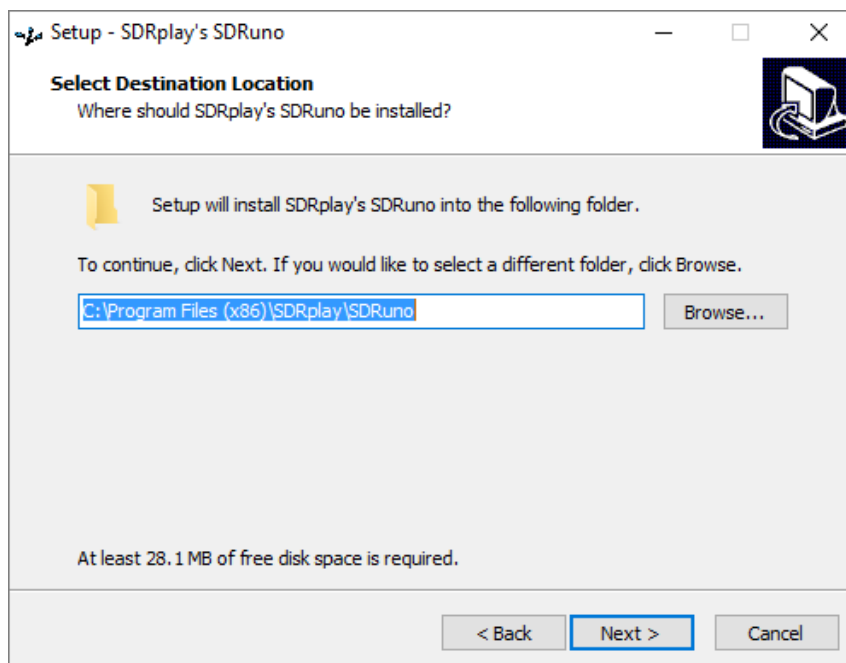 Setup - SDRplay's SDRuno
Select Destination Location
Where should SDRplay's SDRuno be installed?
Setup will install SDRplay's SDRuno into the following folder.
To continue, click Next. If you would like to select a different folder, click Browse.
C:\Program Files (x86)\SDRplay\SDRuno
Browse...
At least 28.1 MB of free disk space is required.
< Back
Next >
Cancel